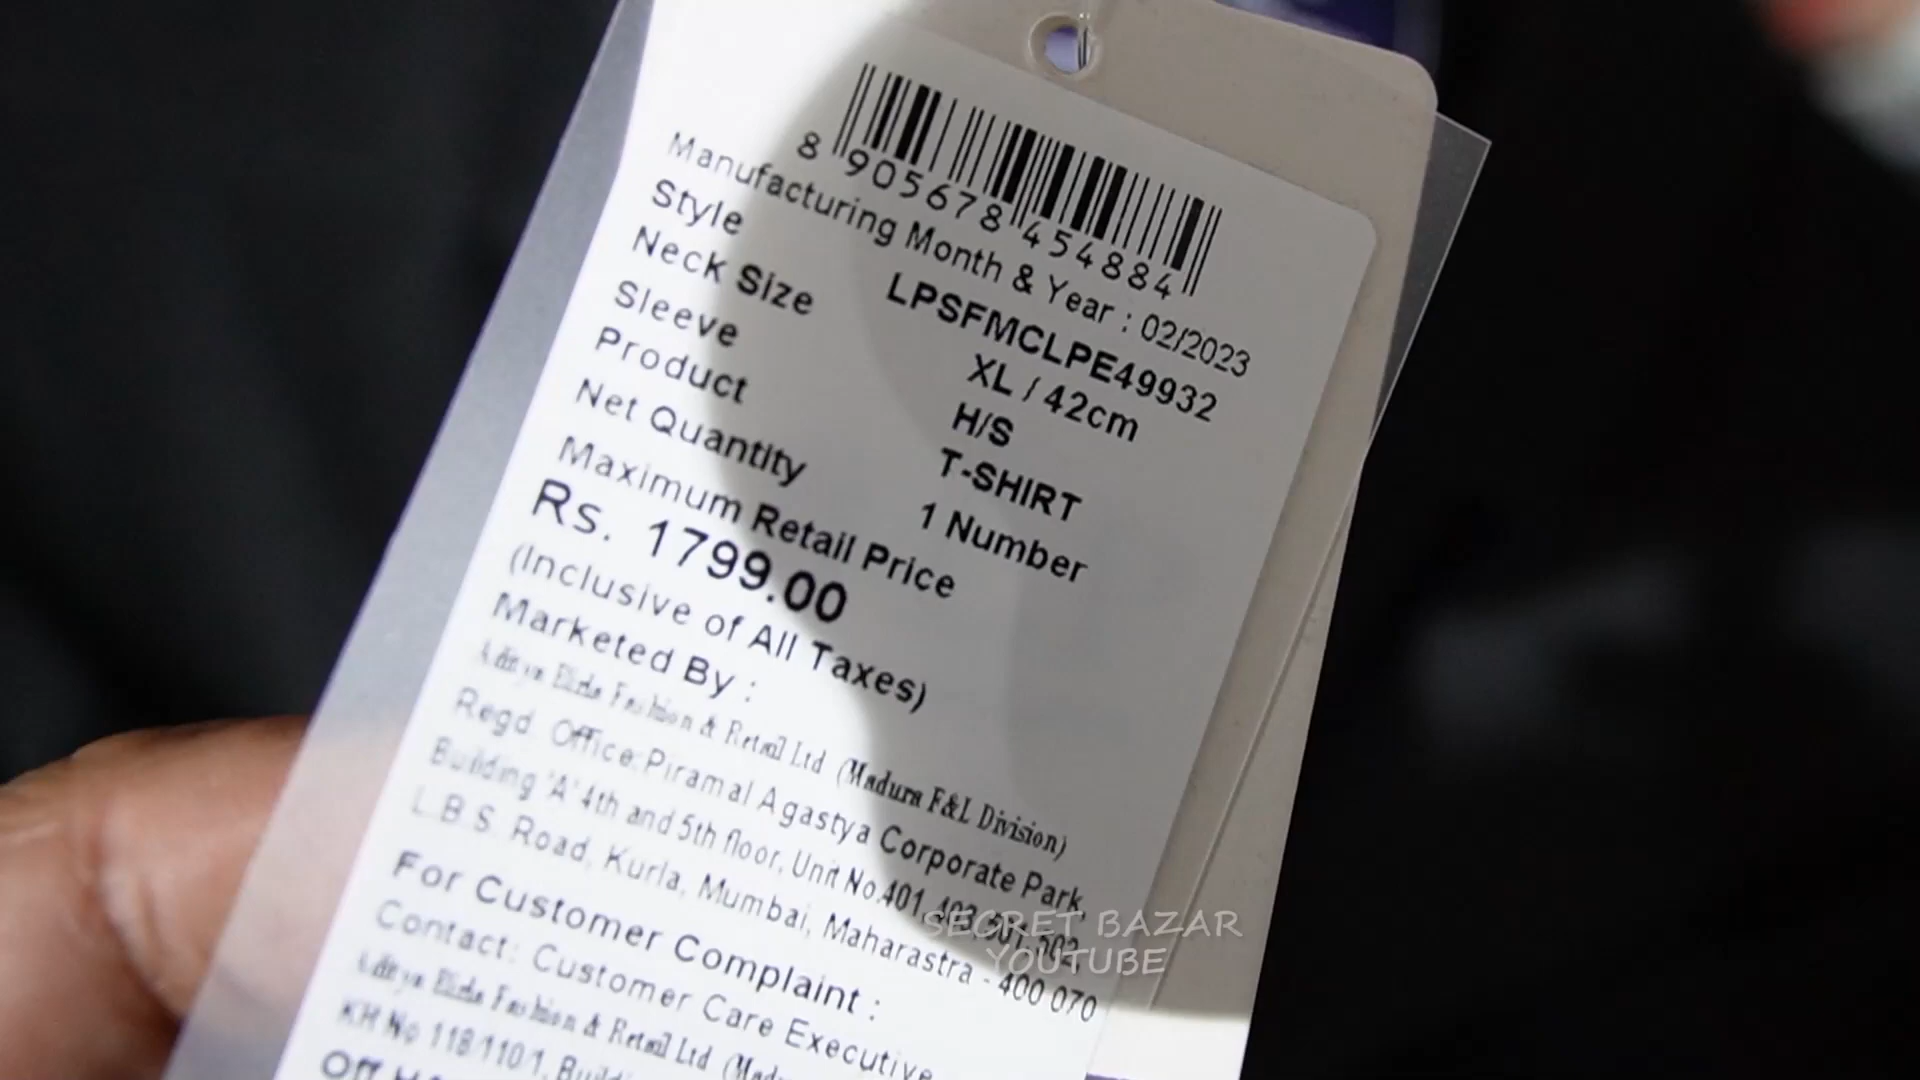 8 905678 454884
Manufacturing Month & Year : 02/2023
Style LPSFMCLPE49932
Neck Size XL / 42cm
Sleeve H/S
Product T-SHIRT
Net Quantity 1 Number
Maximum Retail Price
Rs. 1799.00
(Inclusive of All Taxes)
Marketed By :
Aditya Birla Fashion & Retail Ltd (Madura F&L Division)
Regd. Office:Piramal Agastya Corporate Park,
Building 'A' 4th and 5th floor, Unit No.401,403,501,502,
L.B.S. Road, Kurla, Mumbai, Maharastra - 400 070
For Customer Complaint :
Contact: Customer Care Executive
Aditya Birla Fashion & Retail Ltd
KH No 118/110/1,
SECRET BAZAR
YOUTUBE